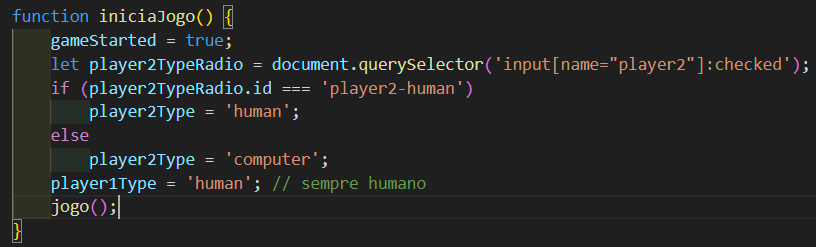 function iniciaJogo() {
    gameStarted = true;
    let player2TypeRadio = document.querySelector('input[name="player2"]:checked');
    if (player2TypeRadio.id === 'player2-human')
        player2Type = 'human';
    else
        player2Type = 'computer';
    player1Type = 'human'; // sempre humano
    jogo();
}